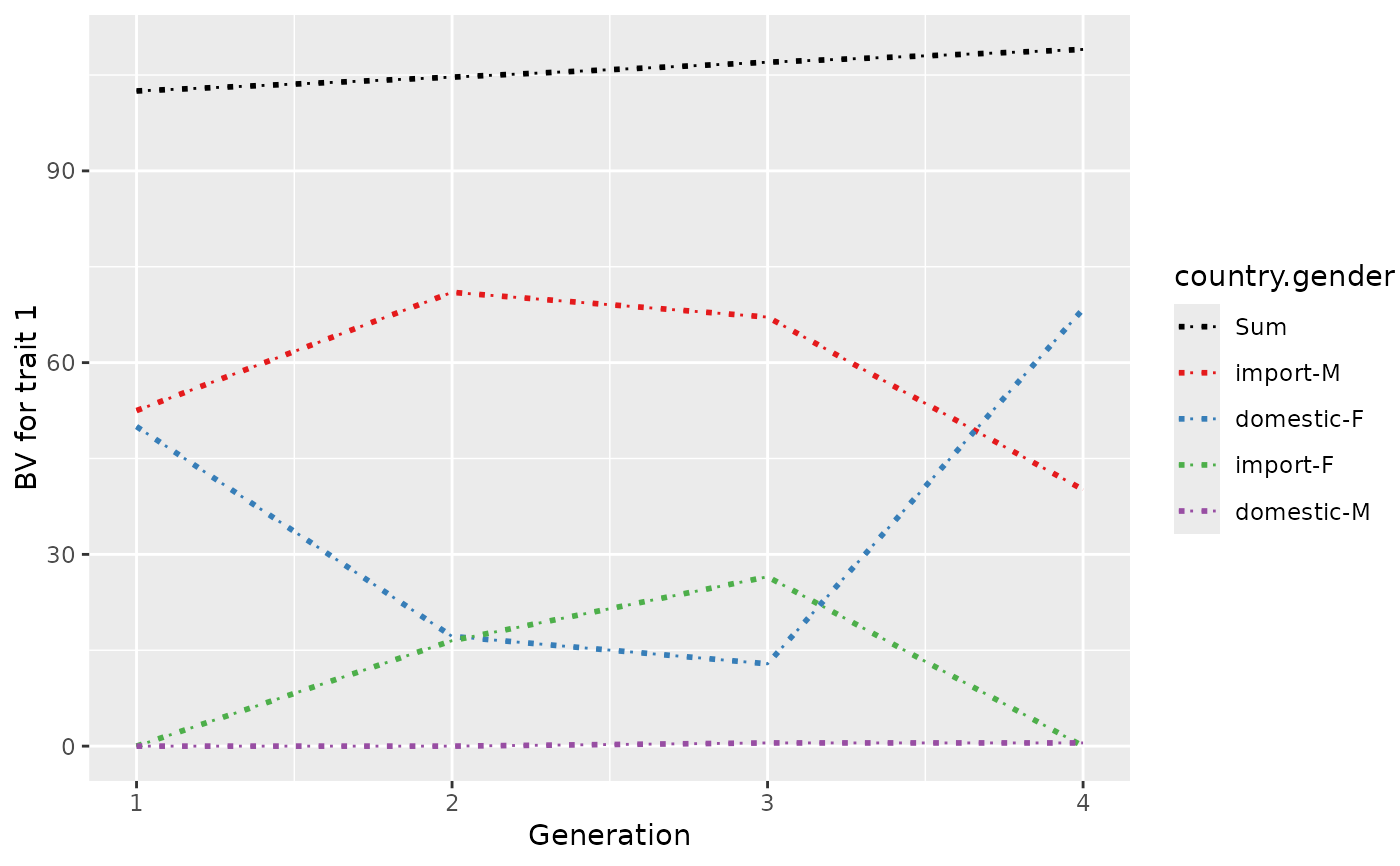 BV for trait 1
90
60
30
0
1 2 3 4
Generation
country.gender
Sum
import-M
domestic-F
import-F
domestic-M